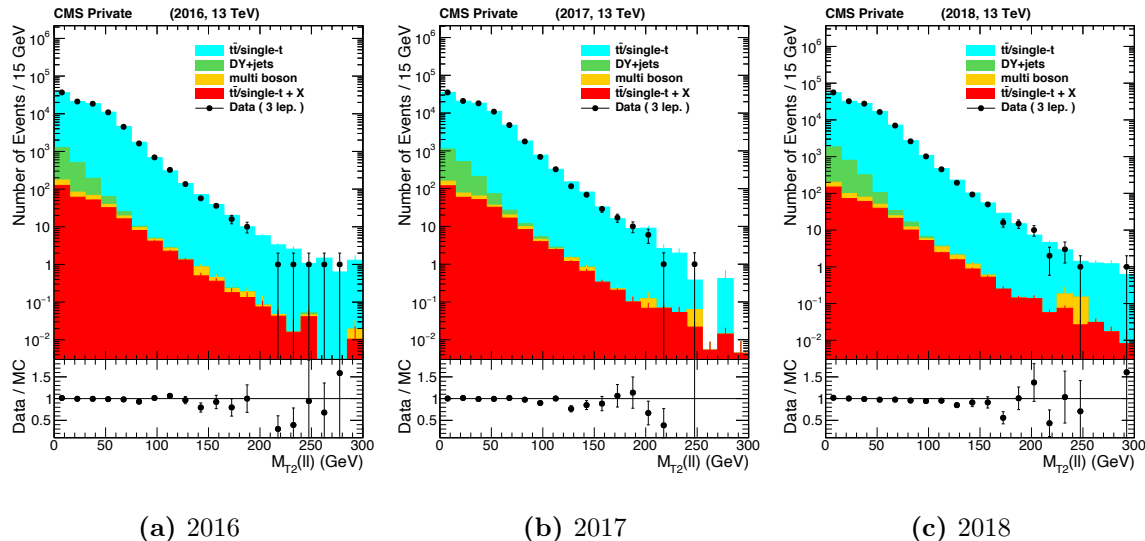 CMS Private (2016, 13 TeV)
Number of Events / 15 GeV
10⁶
10⁵
10⁴
10³
10²
10
1
10⁻¹
10⁻²
tt̄/single-t
DY+jets
multi boson
tt̄/single-t + X
Data ( 3 lep. )
Data / MC
1.5
1
0.5
0 50 100 150 200 250 300
M_T2(ll) (GeV)
(a) 2016
CMS Private (2017, 13 TeV)
Number of Events / 15 GeV
10⁶
10⁵
10⁴
10³
10²
10
1
10⁻¹
10⁻²
tt̄/single-t
DY+jets
multi boson
tt̄/single-t + X
Data ( 3 lep. )
Data / MC
1.5
1
0.5
0 50 100 150 200 250 300
M_T2(ll) (GeV)
(b) 2017
CMS Private (2018, 13 TeV)
Number of Events / 15 GeV
10⁶
10⁵
10⁴
10³
10²
10
1
10⁻¹
10⁻²
tt̄/single-t
DY+jets
multi boson
tt̄/single-t + X
Data ( 3 lep. )
Data / MC
1.5
1
0.5
0 50 100 150 200 250 300
M_T2(ll) (GeV)
(c) 2018